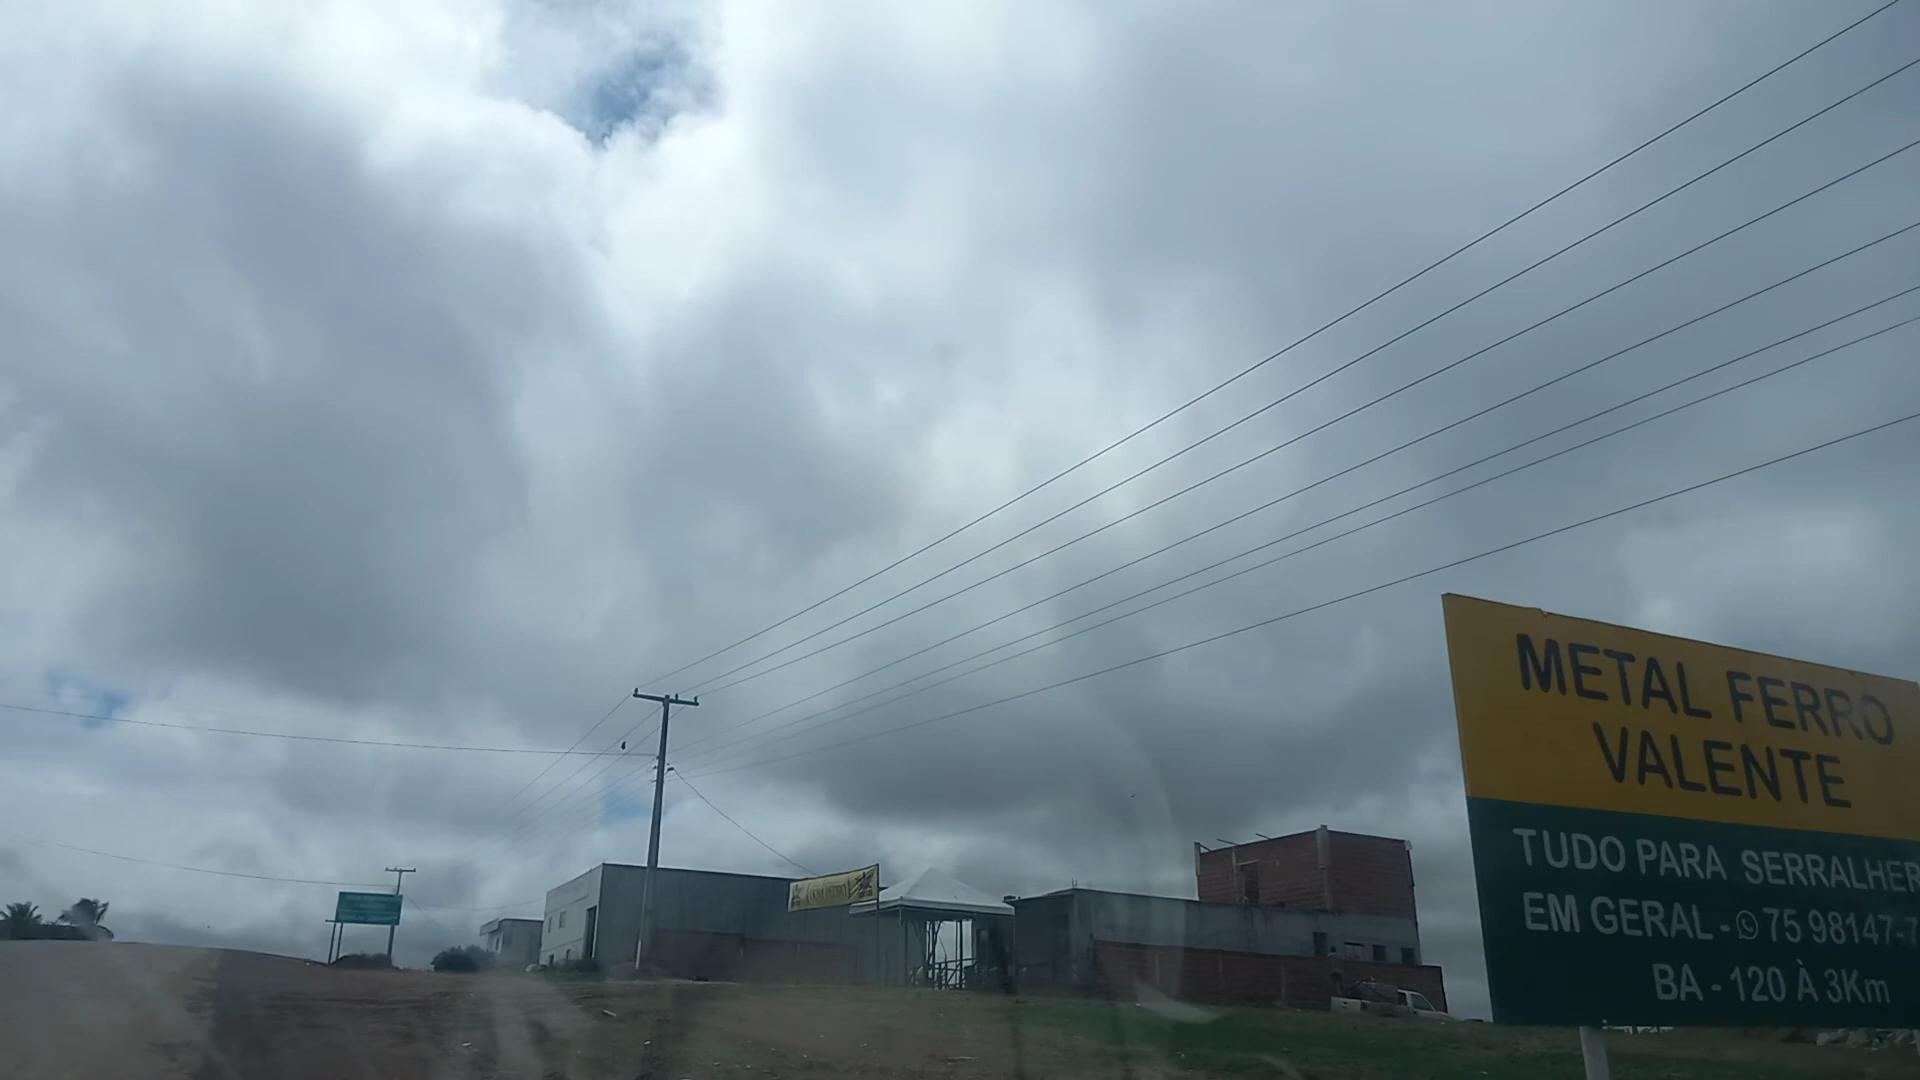 METAL FERRO
VALENTE
TUDO PARA SERRALHER
EM GERAL - 75 98147-7
BA - 120 À 3Km